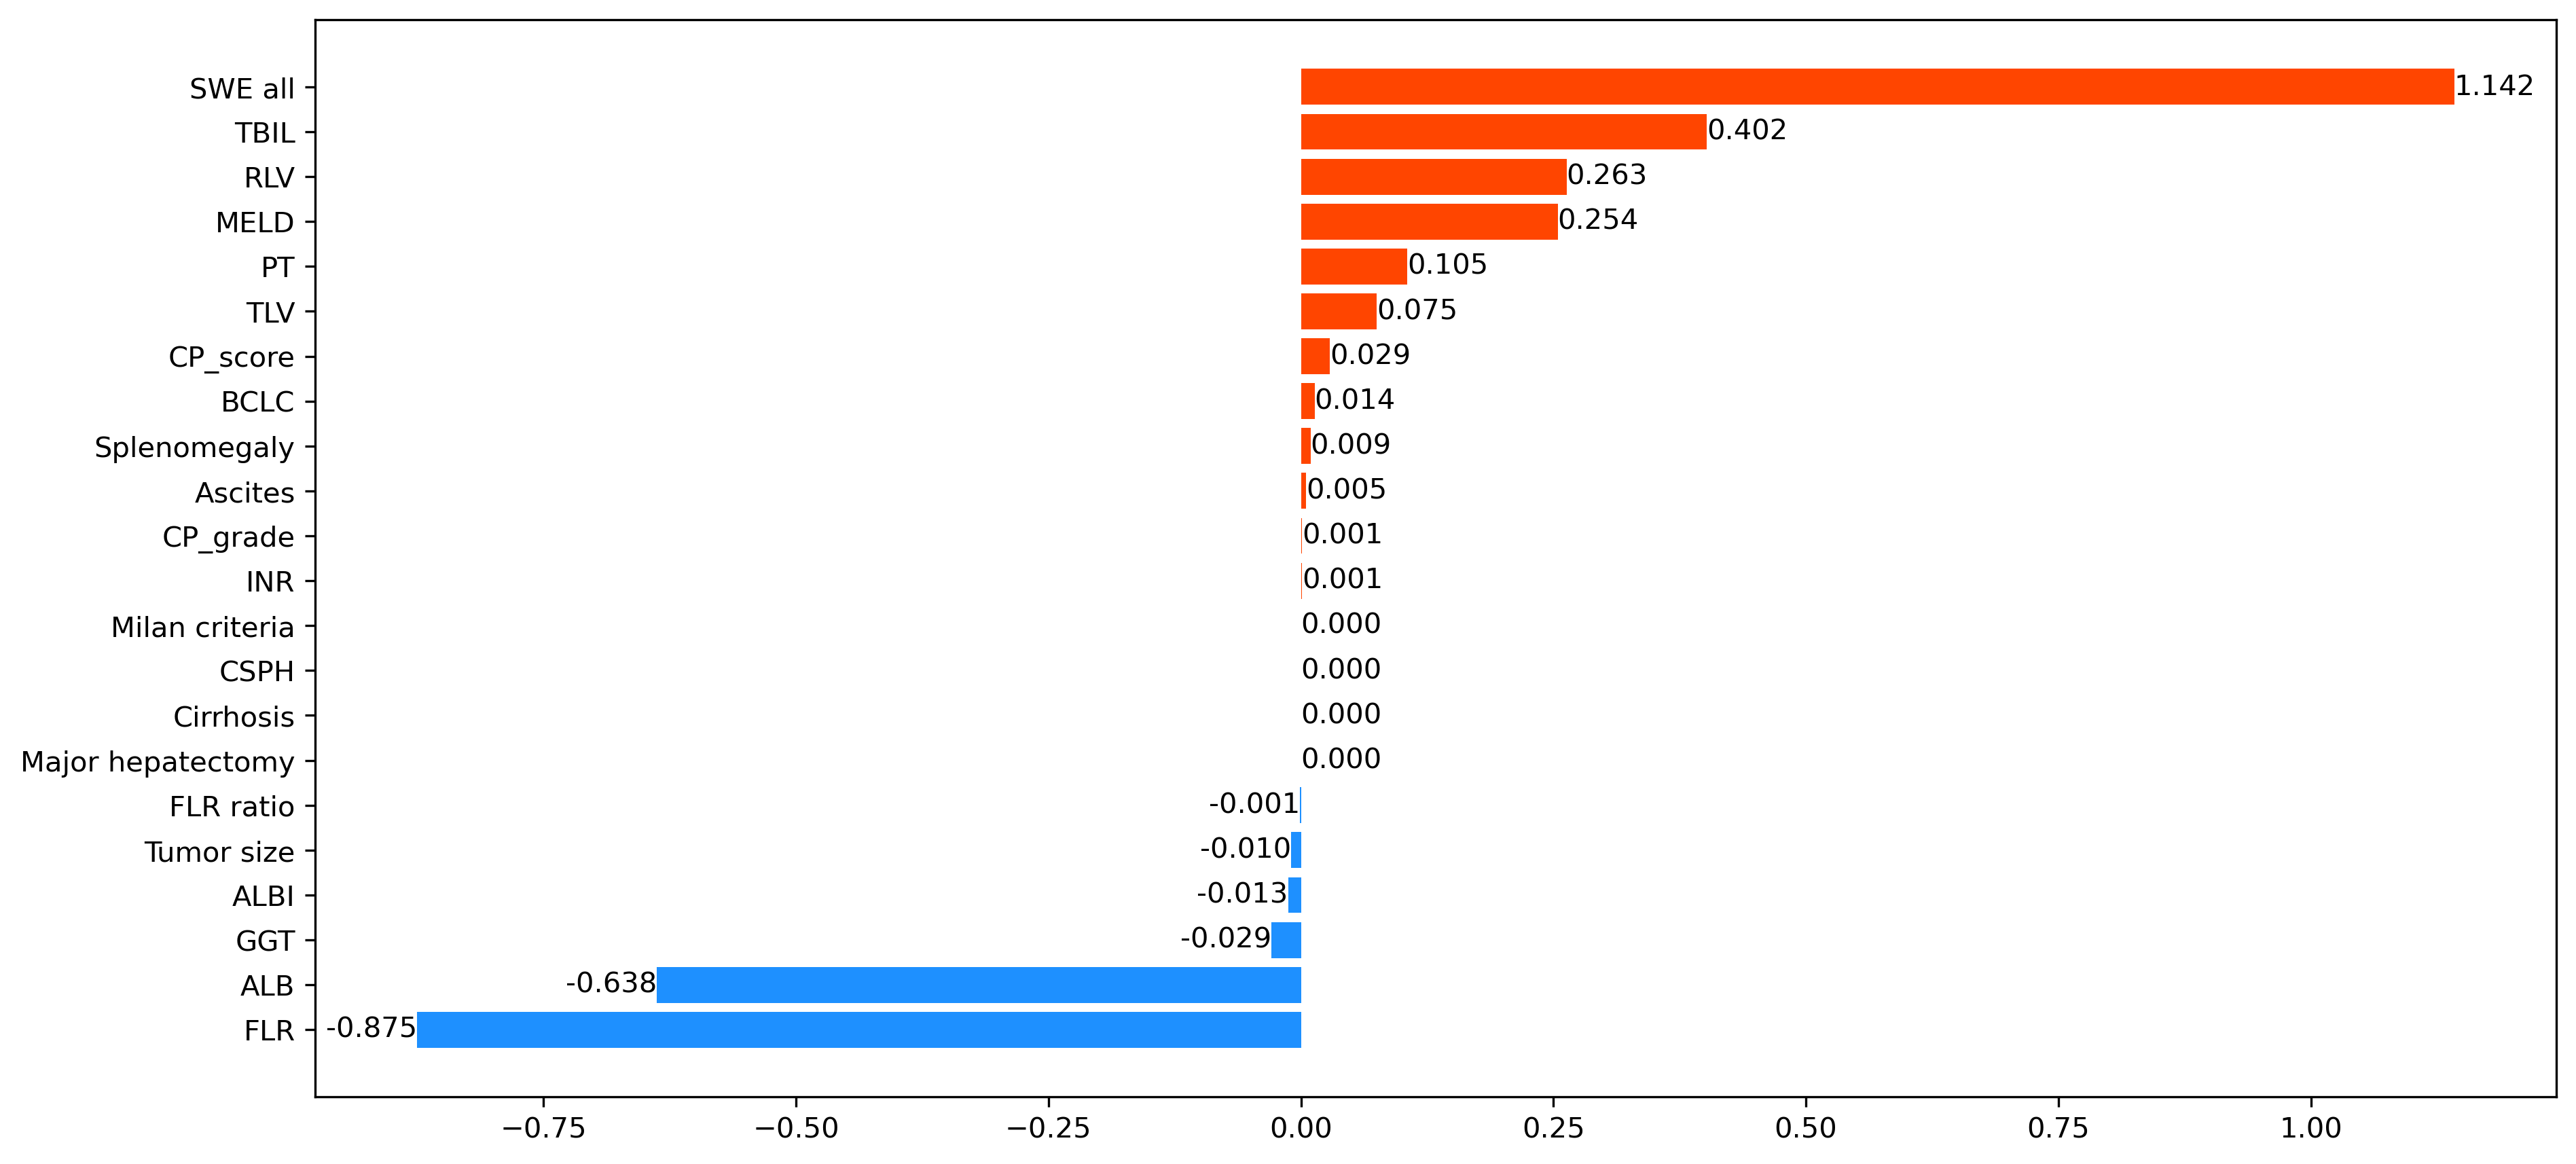 SWE all 1.142
TBIL 0.402
RLV 0.263
MELD 0.254
PT 0.105
TLV 0.075
CP_score 0.029
BCLC 0.014
Splenomegaly 0.009
Ascites 0.005
CP_grade 0.001
INR 0.001
Milan criteria 0.000
CSPH 0.000
Cirrhosis 0.000
Major hepatectomy 0.000
FLR ratio -0.001
Tumor size -0.010
ALBI -0.013
GGT -0.029
ALB -0.638
FLR -0.875
−0.75 −0.50 −0.25 0.00 0.25 0.50 0.75 1.00